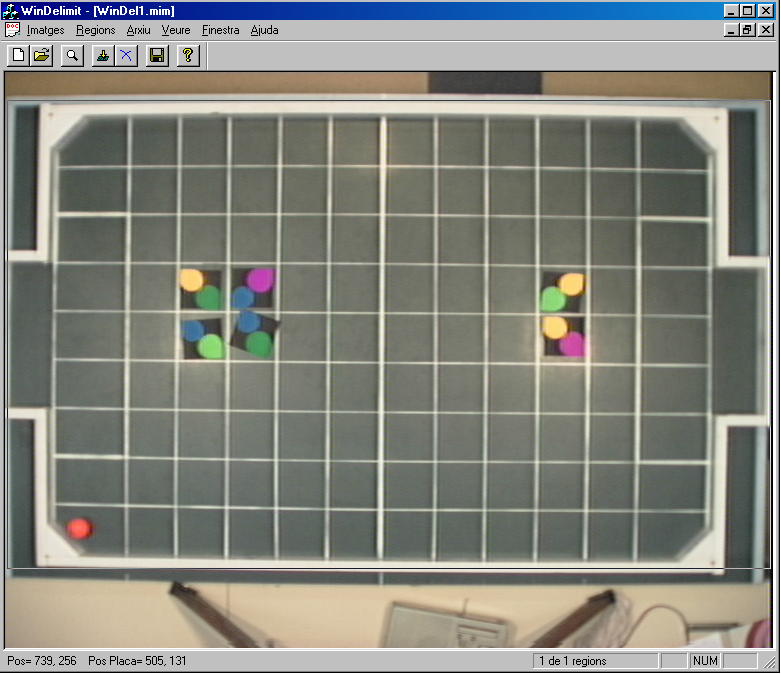 WinDelimit - [WinDel1.mim]
Imatges Regions Arxiu Veure Finestra Ajuda
Pos= 739, 256 Pos Placa= 505, 131 1 de 1 regions NUM